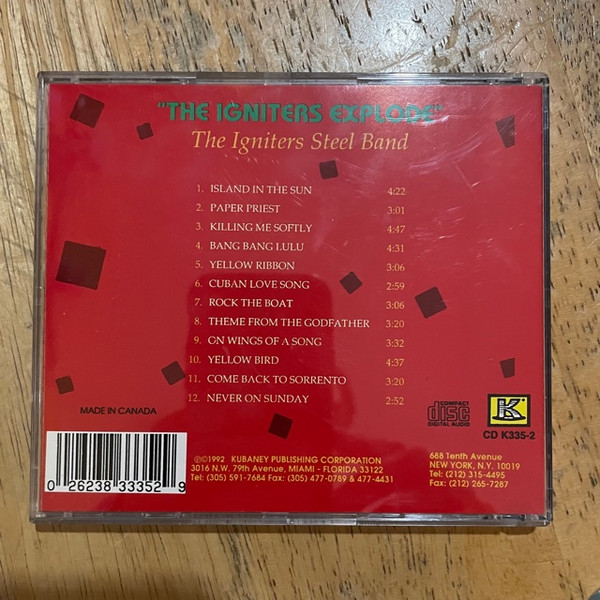 "THE IGNITERS EXPLODE"
The Igniters Steel Band
1. ISLAND IN THE SUN 4:22
2. PAPER PRIEST 3:01
3. KILLING ME SOFTLY 4:47
4. BANG BANG LULU 4:31
5. YELLOW RIBBON 3:06
6. CUBAN LOVE SONG 2:59
7. ROCK THE BOAT 3:06
8. THEME FROM THE GODFATHER 3:20
9. ON WINGS OF A SONG 3:32
10. YELLOW BIRD 4:37
11. COME BACK TO SORRENTO 3:20
12. NEVER ON SUNDAY 2:52
MADE IN CANADA
0 26238 33352 9
℗©1992 KUBANEY PUBLISHING CORPORATION
3016 N.W. 79th Avenue, MIAMI - FLORIDA 33122
Tel: (305) 591-7684 Fax: (305) 477-0789 & 477-4431
COMPACT
disc
DIGITAL AUDIO
K
CD K335-2
688 Tenth Avenue
NEW YORK, N.Y. 10019
Tel: (212) 315-4495
Fax: (212) 265-7287